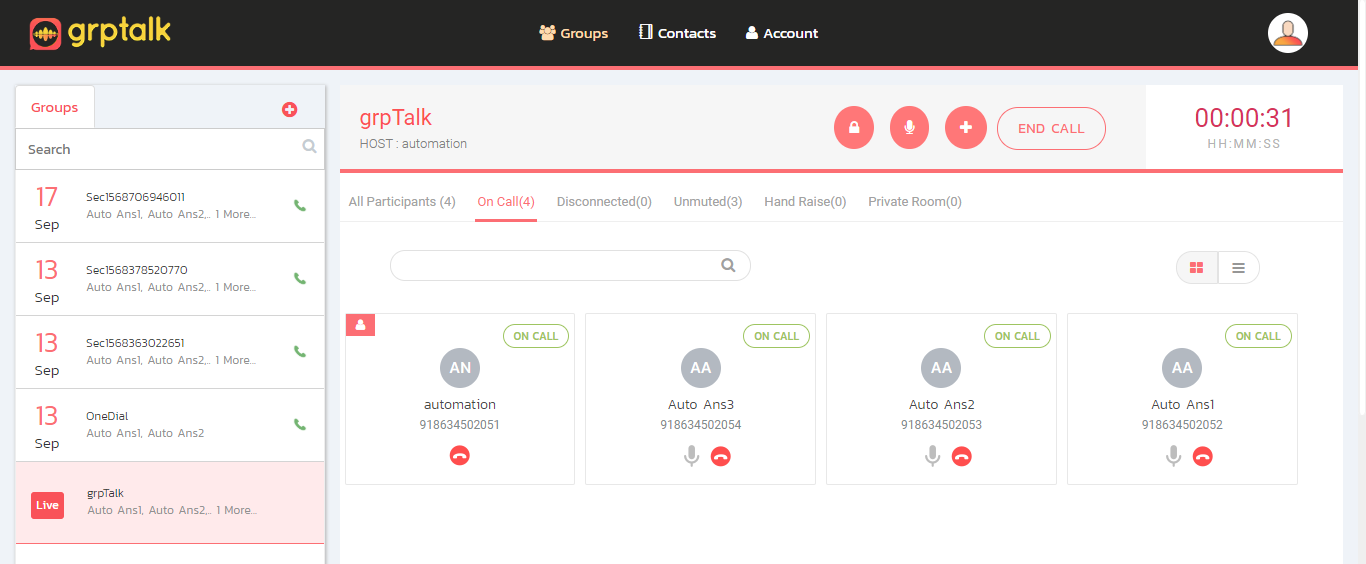 grptalk
Groups Contacts Account
Groups
Search
17
Sep
Sec1568706946011
Auto Ans1, Auto Ans2,.. 1 More...
13
Sep
Sec1568378520770
Auto Ans1, Auto Ans2,.. 1 More...
13
Sep
Sec1568363022651
Auto Ans1, Auto Ans2,.. 1 More...
13
Sep
OneDial
Auto Ans1, Auto Ans2
Live
grpTalk
Auto Ans1, Auto Ans2,.. 1 More...
grpTalk
HOST : automation
END CALL
00:00:31
HH:MM:SS
All Participants (4) On Call(4) Disconnected(0) Unmuted(3) Hand Raise(0) Private Room(0)
ON CALL
AN
automation
918634502051
ON CALL
AA
Auto Ans3
918634502054
ON CALL
AA
Auto Ans2
918634502053
ON CALL
AA
Auto Ans1
918634502052